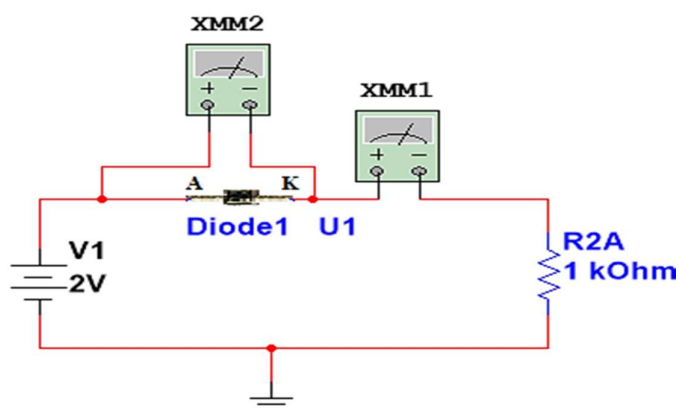 XMM2
+ −
XMM1
+ −
A K
Diode1 U1
V1
2V
R2A
1 kOhm